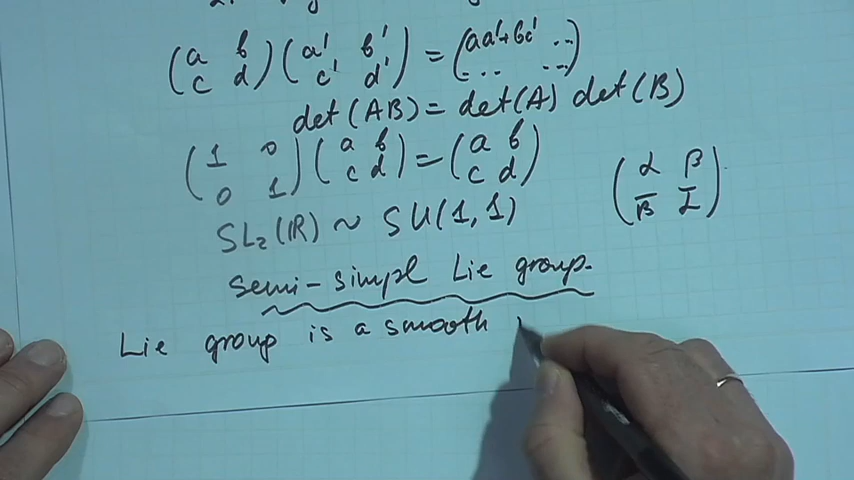 (a b
c d)(a' b'
c' d') = (aa'+bc' ...
... ...)
det(AB) = det(A) det(B)
(1 0
0 1)(a b
c d) = (a b
c d)
(α β
β̅ α̅)
SL₂(ℝ) ~ SU(1,1)
semi-simpl Lie group.
Lie group is a smooth